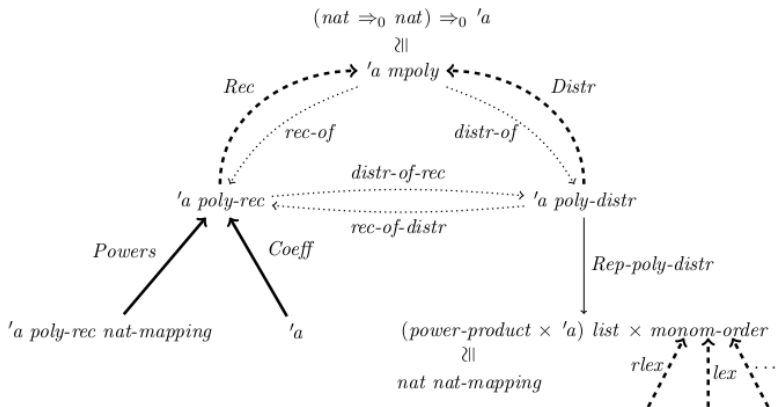 (nat ⇒₀ nat) ⇒₀ 'a
≅
'a mpoly
Rec
Distr
rec-of
distr-of
distr-of-rec
'a poly-rec
'a poly-distr
rec-of-distr
Powers
Coeff
Rep-poly-distr
'a poly-rec nat-mapping
'a
(power-product × 'a) list × monom-order
≅
rlex
lex
...
nat nat-mapping